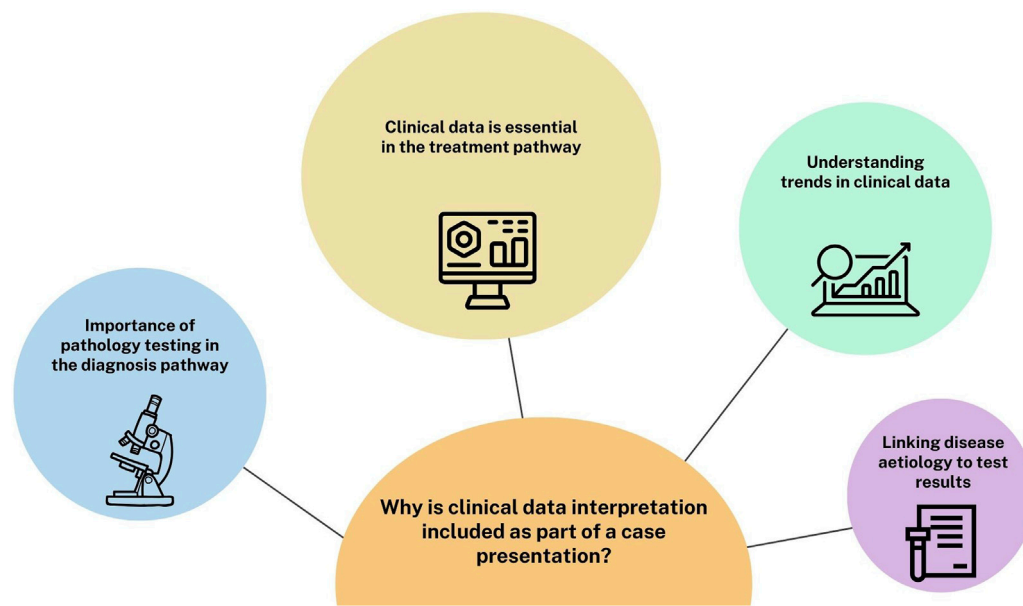 Clinical data is essential
in the treatment pathway
Understanding
trends in clinical data
Importance of
pathology testing in
the diagnosis pathway
Linking disease
aetiology to test
results
Why is clinical data interpretation
included as part of a case
presentation?